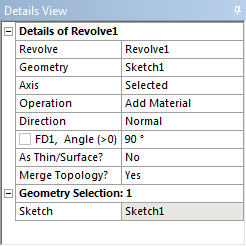 Details View
Details of Revolve1
Revolve Revolve1
Geometry Sketch1
Axis Selected
Operation Add Material
Direction Normal
FD1, Angle (>0) 90 °
As Thin/Surface? No
Merge Topology? Yes
Geometry Selection: 1
Sketch Sketch1